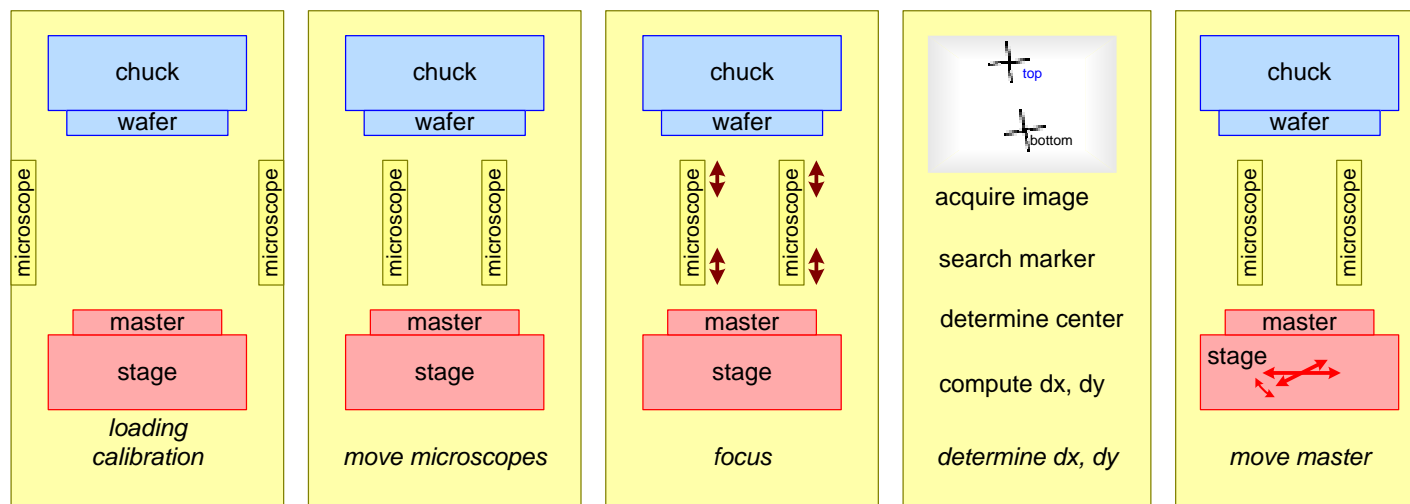 chuck
wafer
microscope
microscope
master
stage
loading
calibration
chuck
wafer
microscope
microscope
master
stage
move microscopes
chuck
wafer
microscope
microscope
master
stage
focus
top
bottom
acquire image
search marker
determine center
compute dx, dy
determine dx, dy
chuck
wafer
microscope
microscope
master
stage
move master